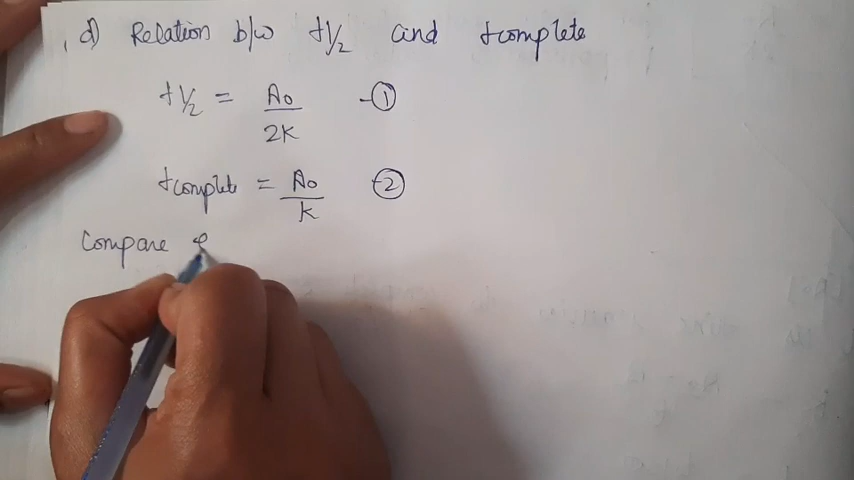 d) Relation b/w t1/2 and tcomplete
t1/2 = A0/2K -①
tcomplete = A0/K -②
Compare